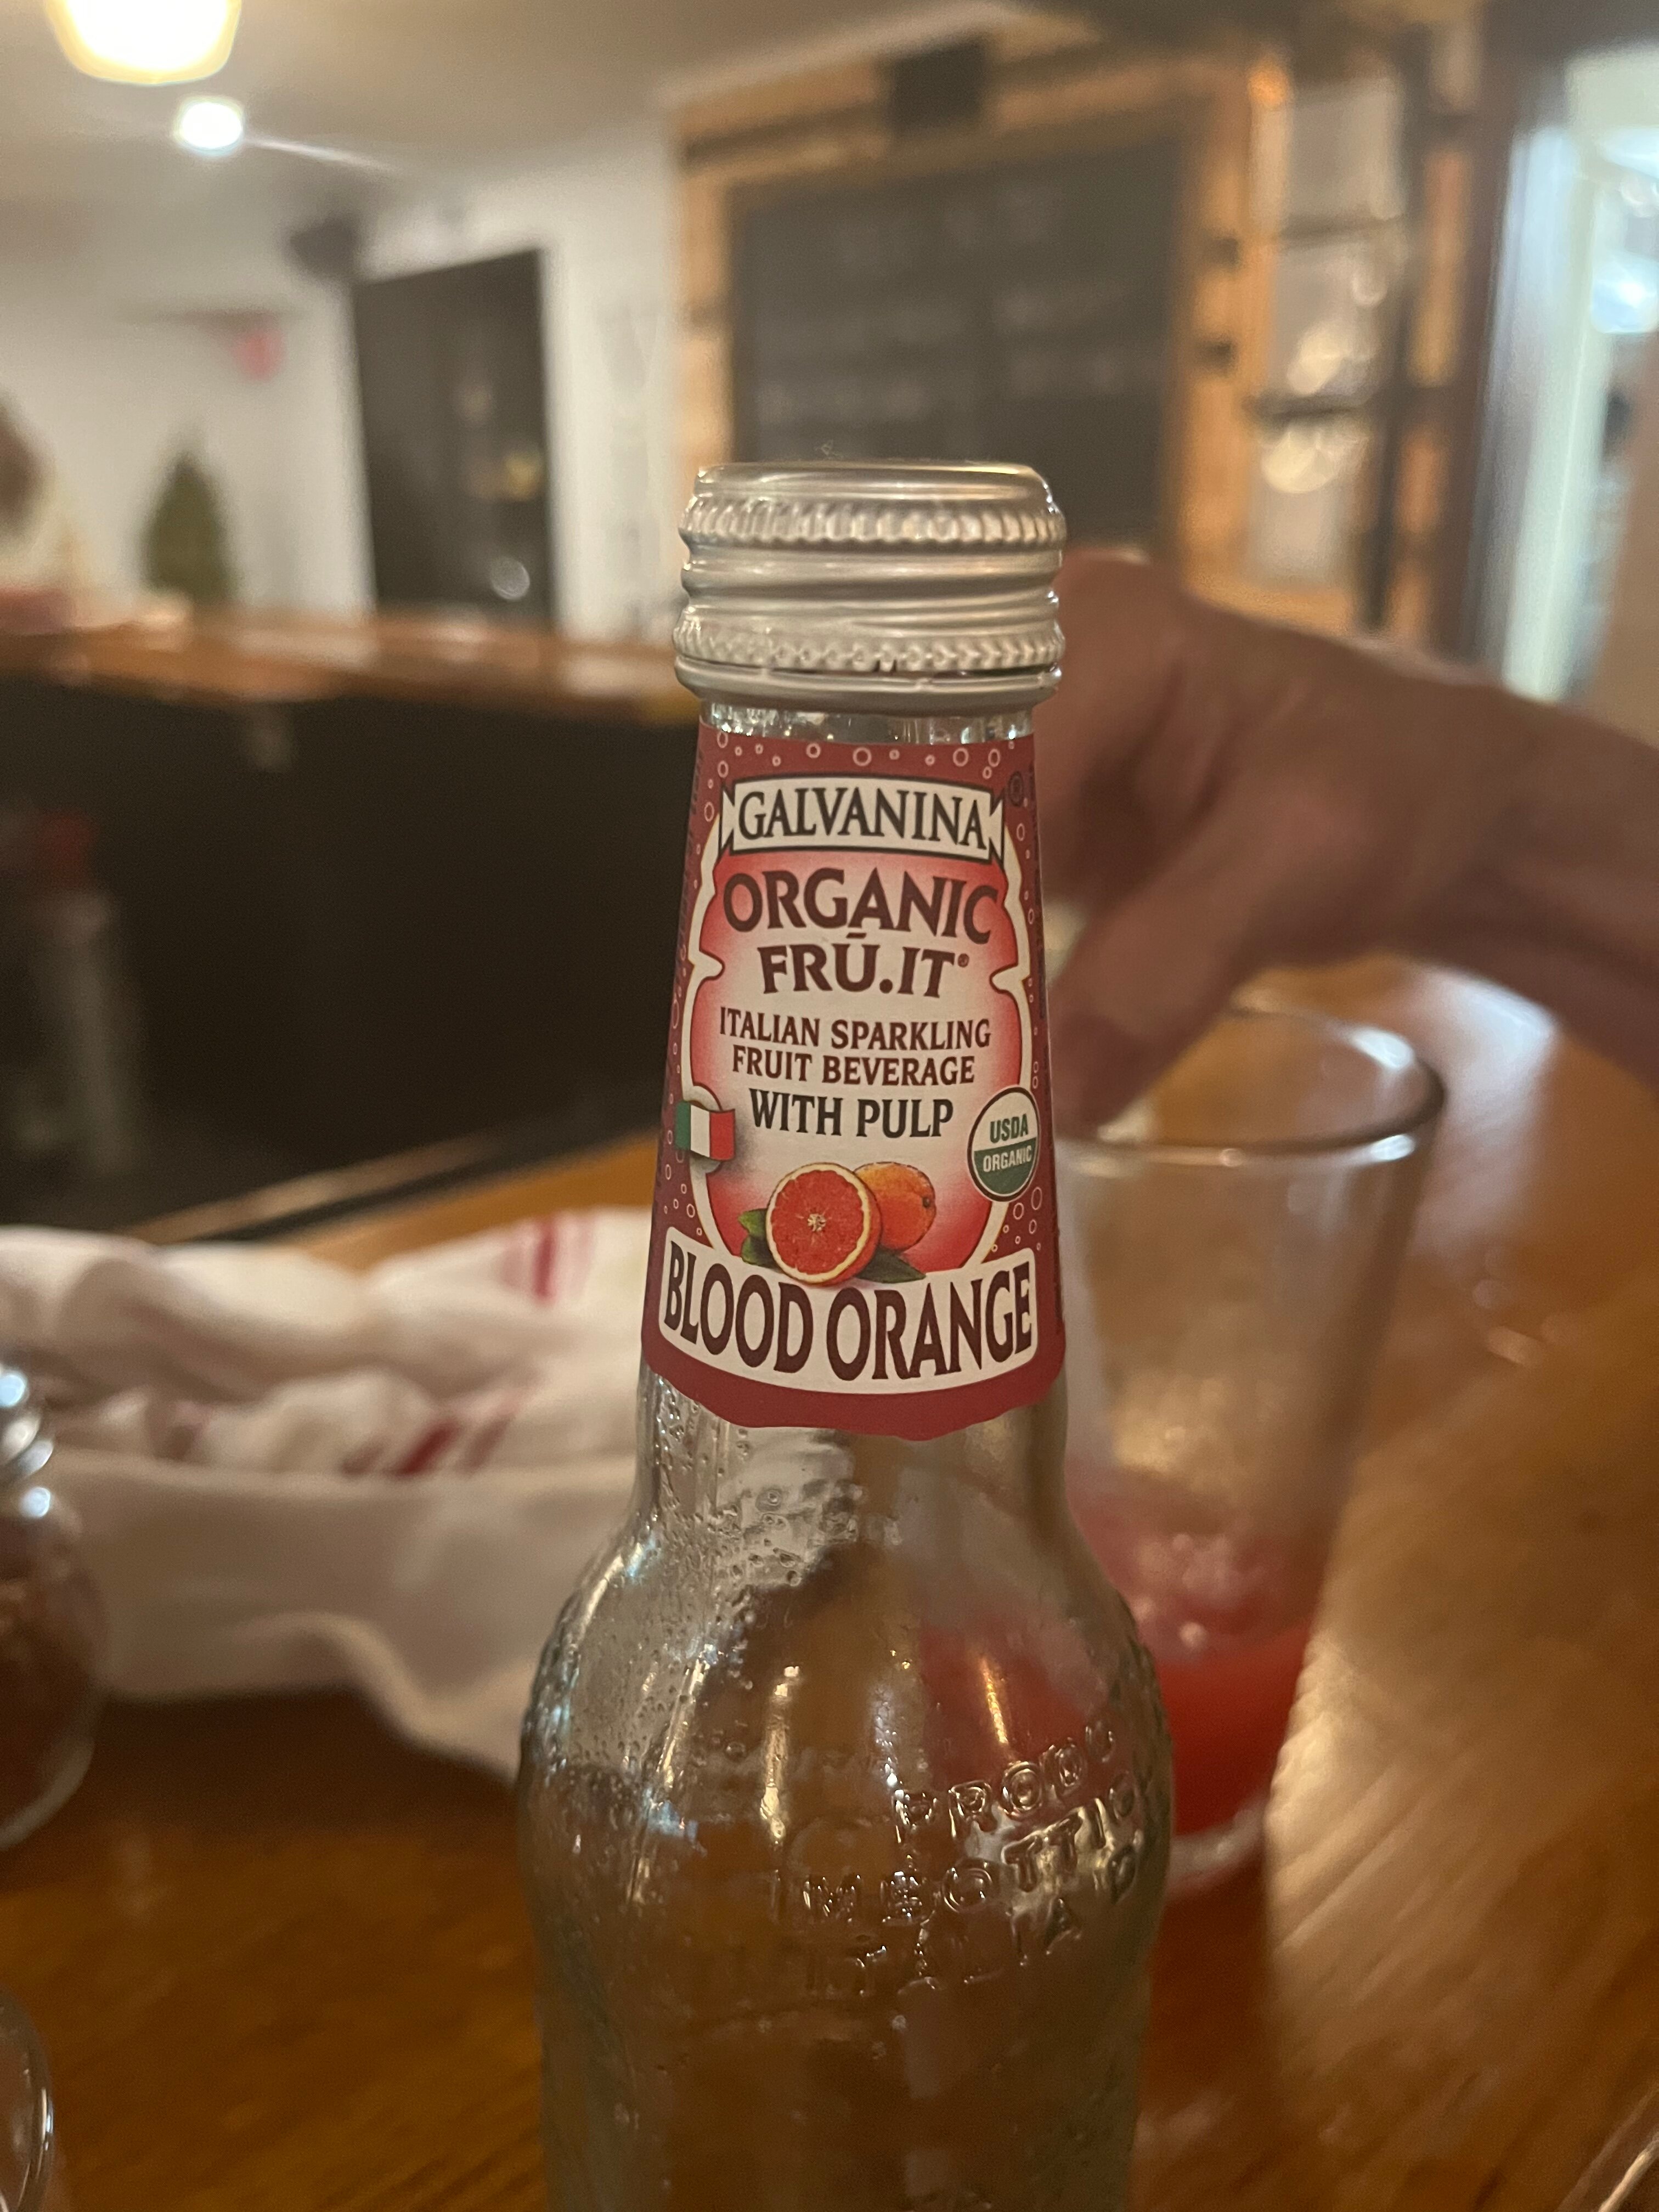 GALVANINA
®
ORGANIC
FRŪ.IT®
ITALIAN SPARKLING
FRUIT BEVERAGE
WITH PULP
USDA
ORGANIC
BLOOD ORANGE